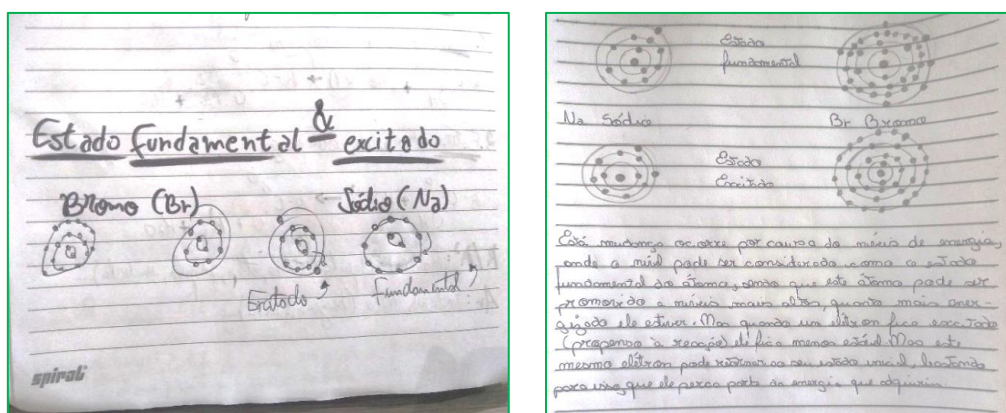 Estado fundamental & excitado
Bromo (Br)
Sódio (Na)
Exitado
Fundamental
spiral
Estado
fundamental
Na Sódio
Br Bromo
Estado
Excitado
Está mudança ocorre por causa do níveis de energia,
onde o nível pode ser considerado como o estado
fundamental do átomo, sendo que este átomo pode ser
promovido a níveis mais altos, quanto mais ener-
gizado ele estiver. Mas quando um elétron fica
(propenso à reação) ele fica menos estável. Mas este
mesmo elétron pode retornar ao seu estado inicial, bastando
para isso, que ele perca parte da energia que adquiriu